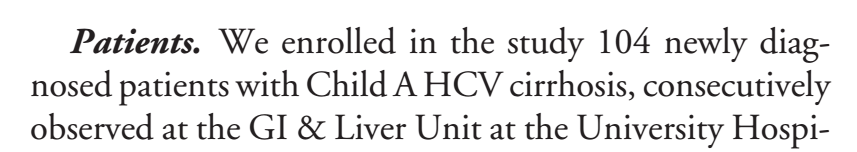 Patients. We enrolled in the study 104 newly diag-
nosed patients with Child A HCV cirrhosis, consecutively
observed at the GI & Liver Unit at the University Hospi-